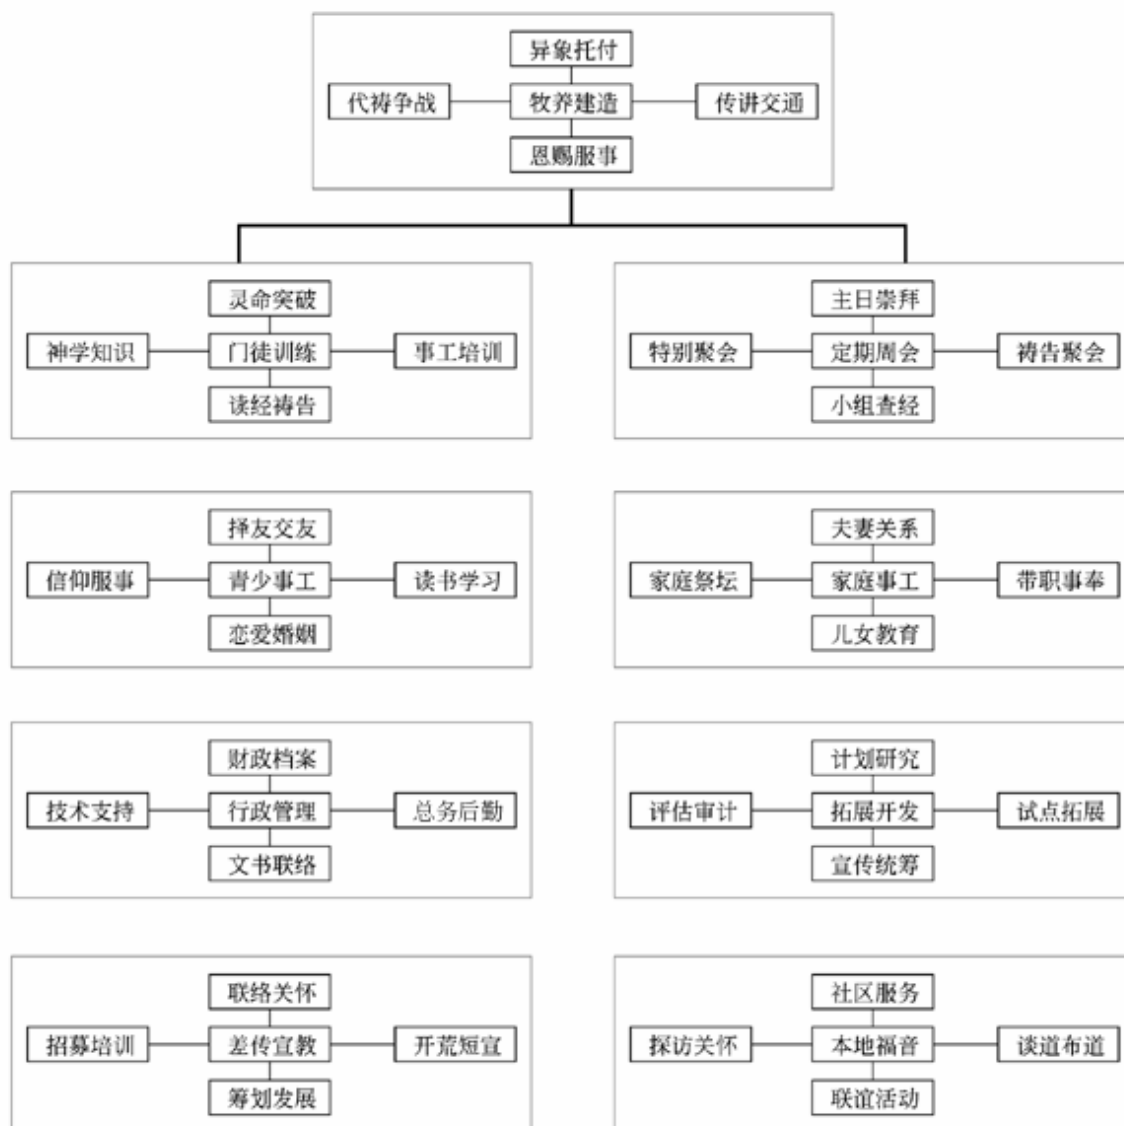 异象托付
代祷争战 牧养建造 传讲交通
恩赐服事
灵命突破
神学知识 门徒训练 事工培训
读经祷告
主日崇拜
特别聚会 定期周会 祷告聚会
小组查经
择友交友
信仰服事 青少事工 读书学习
恋爱婚姻
夫妻关系
家庭祭坛 家庭事工 带职事奉
儿女教育
财政档案
技术支持 行政管理 总务后勤
文书联络
计划研究
评估审计 拓展开发 试点拓展
宣传统筹
联络关怀
招募培训 差传宣教 开荒短宣
筹划发展
社区服务
探访关怀 本地福音 谈道布道
联谊活动